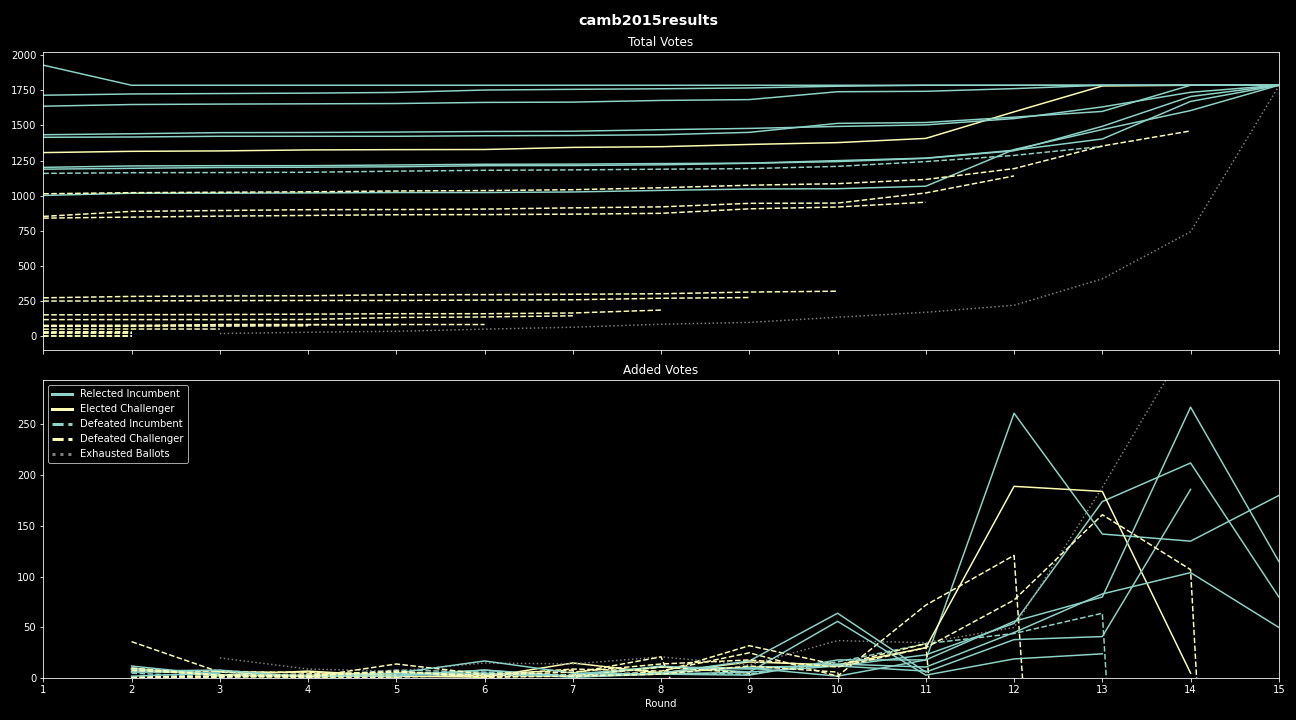 camb2015results
Total Votes
2000
1750
1500
1250
1000
750
500
250
0
Added Votes
Relected Incumbent
Elected Challenger
Defeated Incumbent
Defeated Challenger
Exhausted Ballots
250
200
150
100
50
0
1 2 3 4 5 6 7 8 9 10 11 12 13 14 15
Round